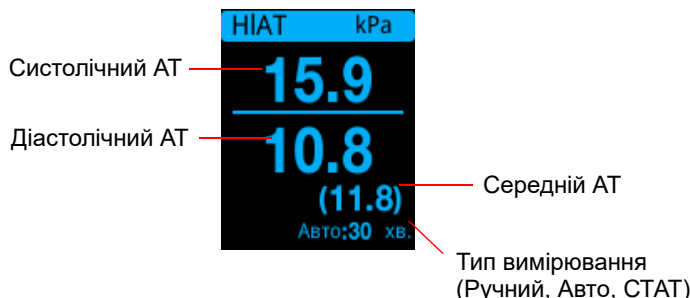 НІАТ kPa
Систолічний АТ
15.9
Діастолічний АТ
10.8
(11.8)
Середній АТ
Авто:30 хв.
Тип вимірювання
(Ручний, Авто, СТАТ)